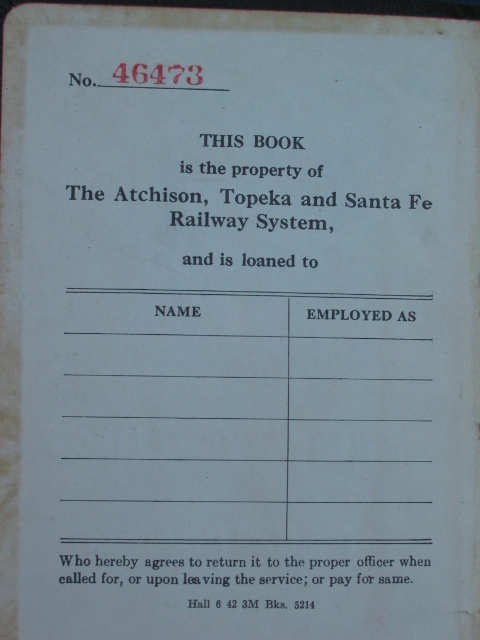 No. 46473
THIS BOOK
is the property of
The Atchison, Topeka and Santa Fe
Railway System,
and is loaned to
NAME EMPLOYED AS
Who hereby agrees to return it to the proper officer when
called for, or upon leaving the service; or pay for same.
Hall 6 42 3M Bks. 5214